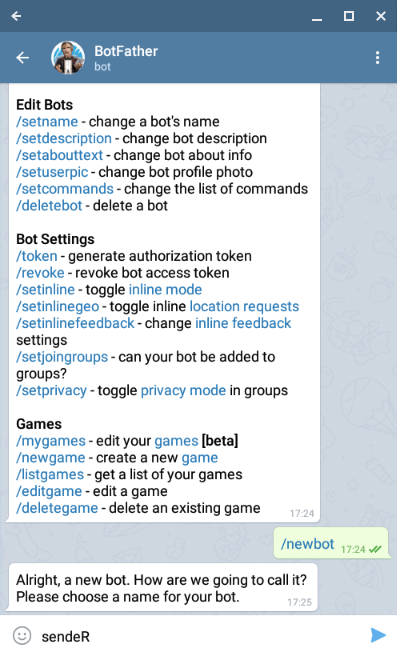 BotFather
bot
Edit Bots
/setname - change a bot's name
/setdescription - change bot description
/setabouttext - change bot about info
/setuserpic - change bot profile photo
/setcommands - change the list of commands
/deletebot - delete a bot
Bot Settings
/token - generate authorization token
/revoke - revoke bot access token
/setinline - toggle inline mode
/setinlinegeo - toggle inline location requests
/setinlinefeedback - change inline feedback
settings
/setjoingroups - can your bot be added to
groups?
/setprivacy - toggle privacy mode in groups
Games
/mygames - edit your games [beta]
/newgame - create a new game
/listgames - get a list of your games
/editgame - edit a game
/deletegame - delete an existing game 17:24
/newbot 17:24
Alright, a new bot. How are we going to call it?
Please choose a name for your bot. 17:25
sendeR